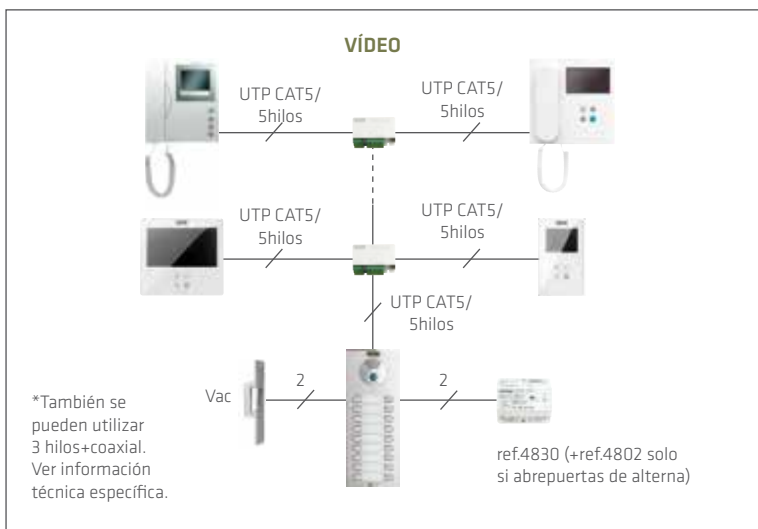 VÍDEO
UTP CAT5/
5hilos
UTP CAT5/
5hilos
UTP CAT5/
5hilos
UTP CAT5/
5hilos
UTP CAT5/
5hilos
Vac
2
2
*También se
pueden utilizar
3 hilos+coaxial.
Ver información
técnica específica.
ref.4830 (+ref.4802 solo
si abrepuertas de alterna)